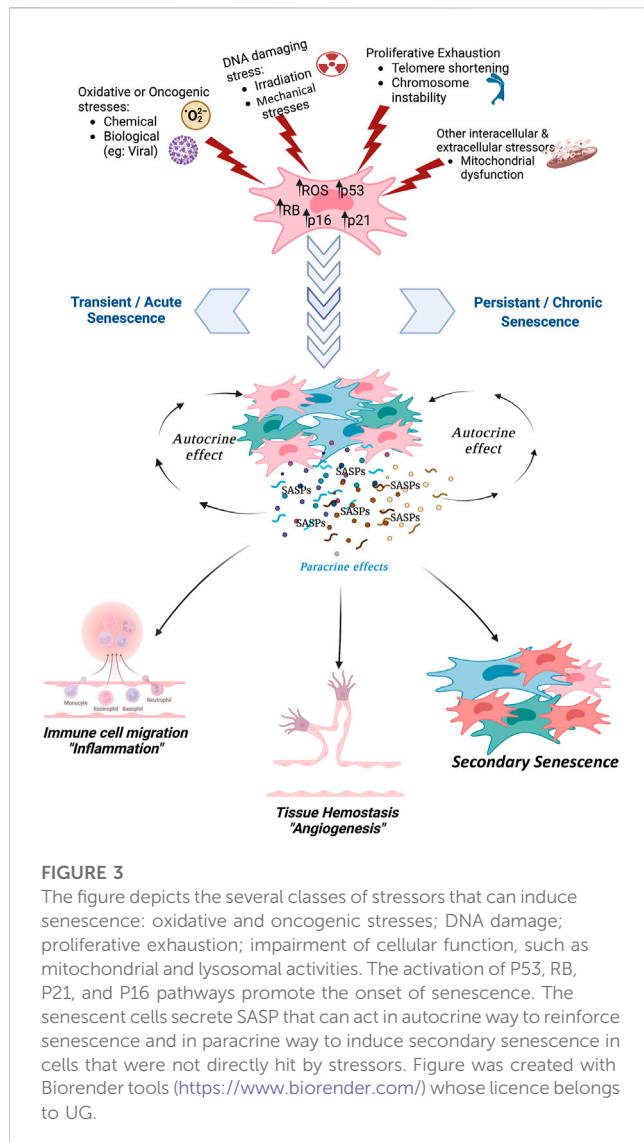 Oxidative or Oncogenic
stresses:
• Chemical
• Biological
(eg: Viral)
•O₂²⁻
DNA damaging
stress:
• Irradiation
• Mechanical
stresses
Proliferative Exhaustion
• Telomere shortening
• Chromosome
instability
Other interacellular &
extracellular stressors
• Mitochondrial
dysfunction
↑ROS ↑p53
↑RB ↑p16 ↑p21
Transient / Acute
Senescence
Persistant / Chronic
Senescence
Autocrine
effect
Autocrine
effect
SASPs
SASPs
SASPs
SASPs
SASPs
Paracrine effects
Monocyte
Eosinophil
Basophil
Neutrophil
Immune cell migration
"Inflammation"
Tissue Hemostasis
"Angiogenesis"
Secondary Senescence
FIGURE 3
The figure depicts the several classes of stressors that can induce
senescence: oxidative and oncogenic stresses; DNA damage;
proliferative exhaustion; impairment of cellular function, such as
mitochondrial and lysosomal activities. The activation of P53, RB,
P21, and P16 pathways promote the onset of senescence. The
senescent cells secrete SASP that can act in autocrine way to reinforce
senescence and in paracrine way to induce secondary senescence in
cells that were not directly hit by stressors. Figure was created with
Biorender tools (https://www.biorender.com/) whose licence belongs
to UG.